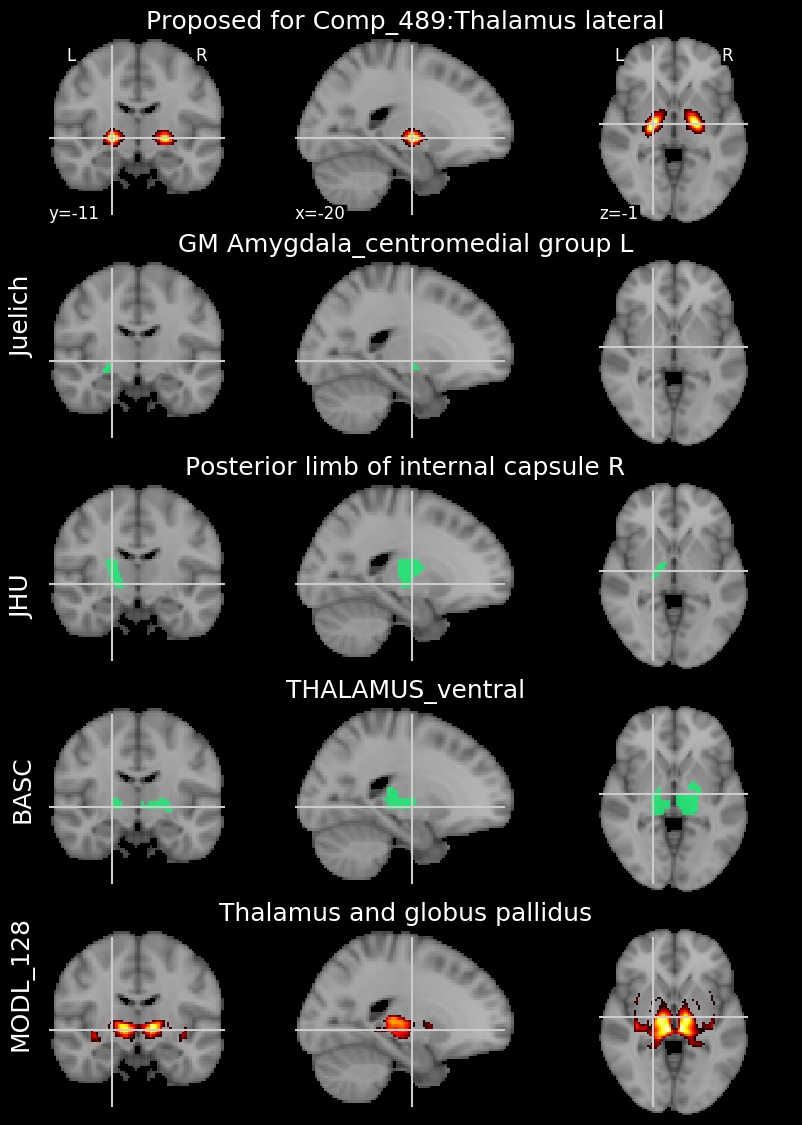 Proposed for Comp_489:Thalamus lateral
L R L R
y=-11 x=-20 z=-1
GM Amygdala_centromedial group L
Juelich
Posterior limb of internal capsule R
JHU
THALAMUS_ventral
BASC
Thalamus and globus pallidus
MODL_128